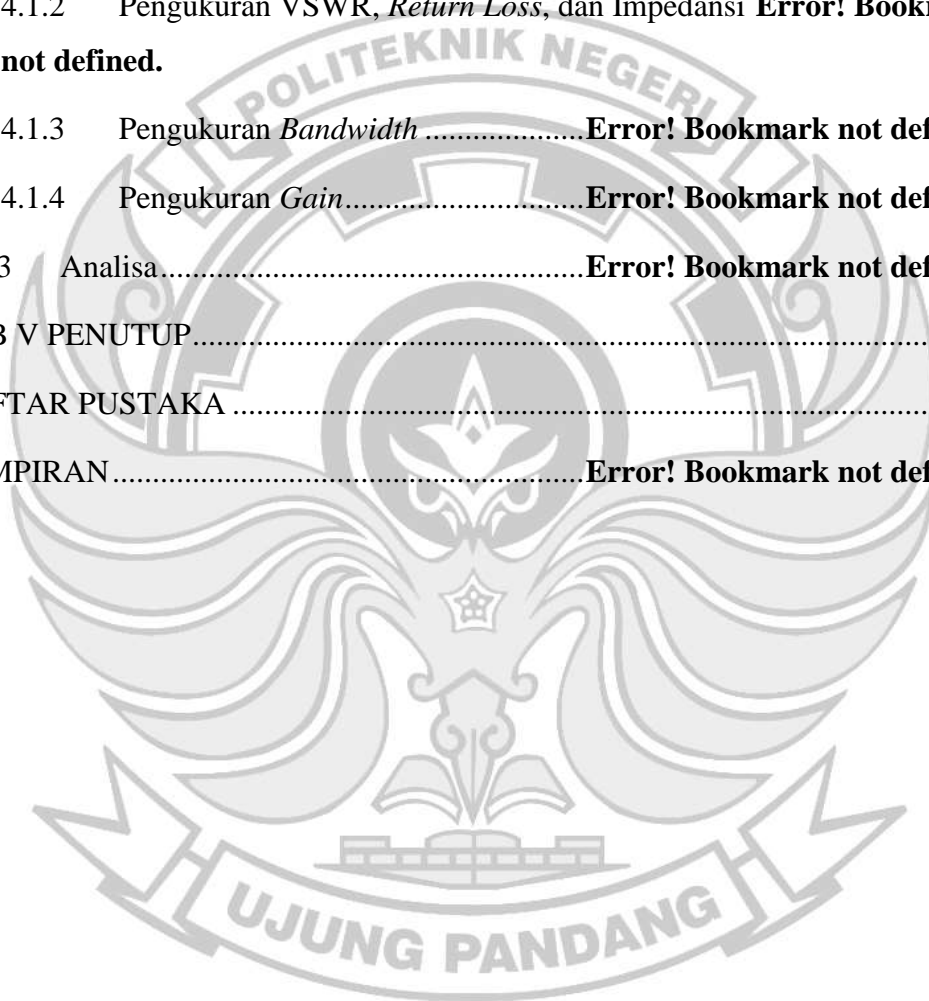 4.1.2 Pengukuran VSWR, Return Loss, dan Impedansi Error! Bookm
not defined.
POLITEKNIK NEGERI
4.1.3 Pengukuran Bandwidth ....................Error! Bookmark not def
4.1.4 Pengukuran Gain..............................Error! Bookmark not def
3 Analisa.....................................................Error! Bookmark not def
B V PENUTUP............................................................................................
FTAR PUSTAKA .......................................................................................
MPIRAN...........................................................Error! Bookmark not def
UJUNG PANDANG